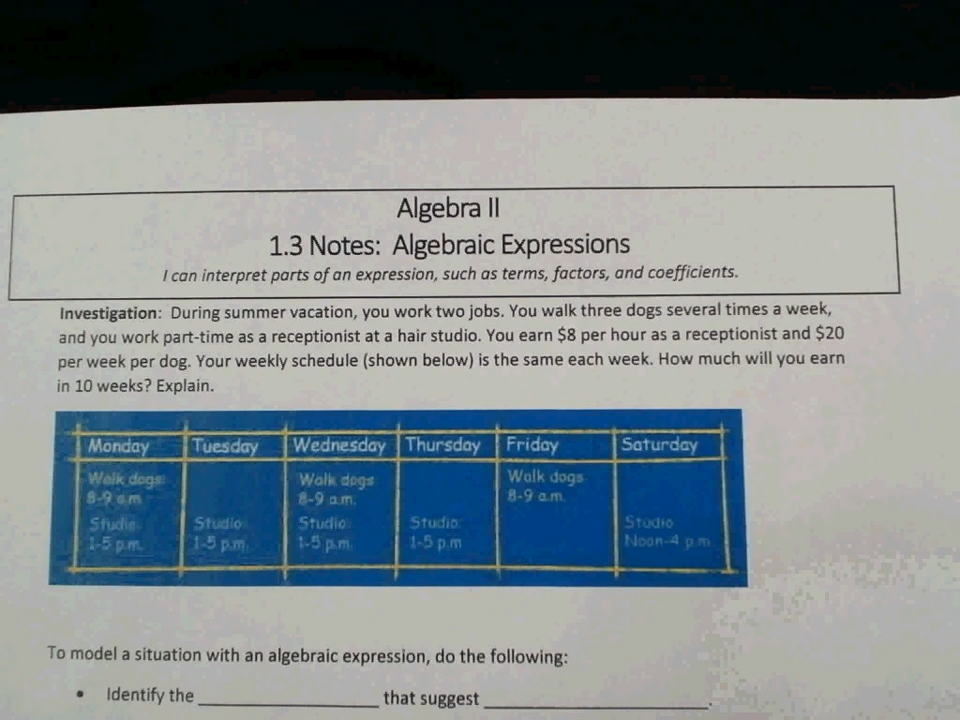 Algebra II
1.3 Notes: Algebraic Expressions
I can interpret parts of an expression, such as terms, factors, and coefficients.
Investigation: During summer vacation, you work two jobs. You walk three dogs several times a week,
and you work part-time as a receptionist at a hair studio. You earn $8 per hour as a receptionist and $20
per week per dog. Your weekly schedule (shown below) is the same each week. How much will you earn
in 10 weeks? Explain.
Monday Tuesday Wednesday Thursday Friday Saturday
Walk dogs Walk dogs Walk dogs
8-9 a.m. 8-9 a.m. 8-9 a.m.
Studio Studio Studio Studio Studio
1-5 p.m. 1-5 p.m. 1-5 p.m. 1-5 p.m Noon-4 p.m
To model a situation with an algebraic expression, do the following:
• Identify the ____________ that suggest ____________.